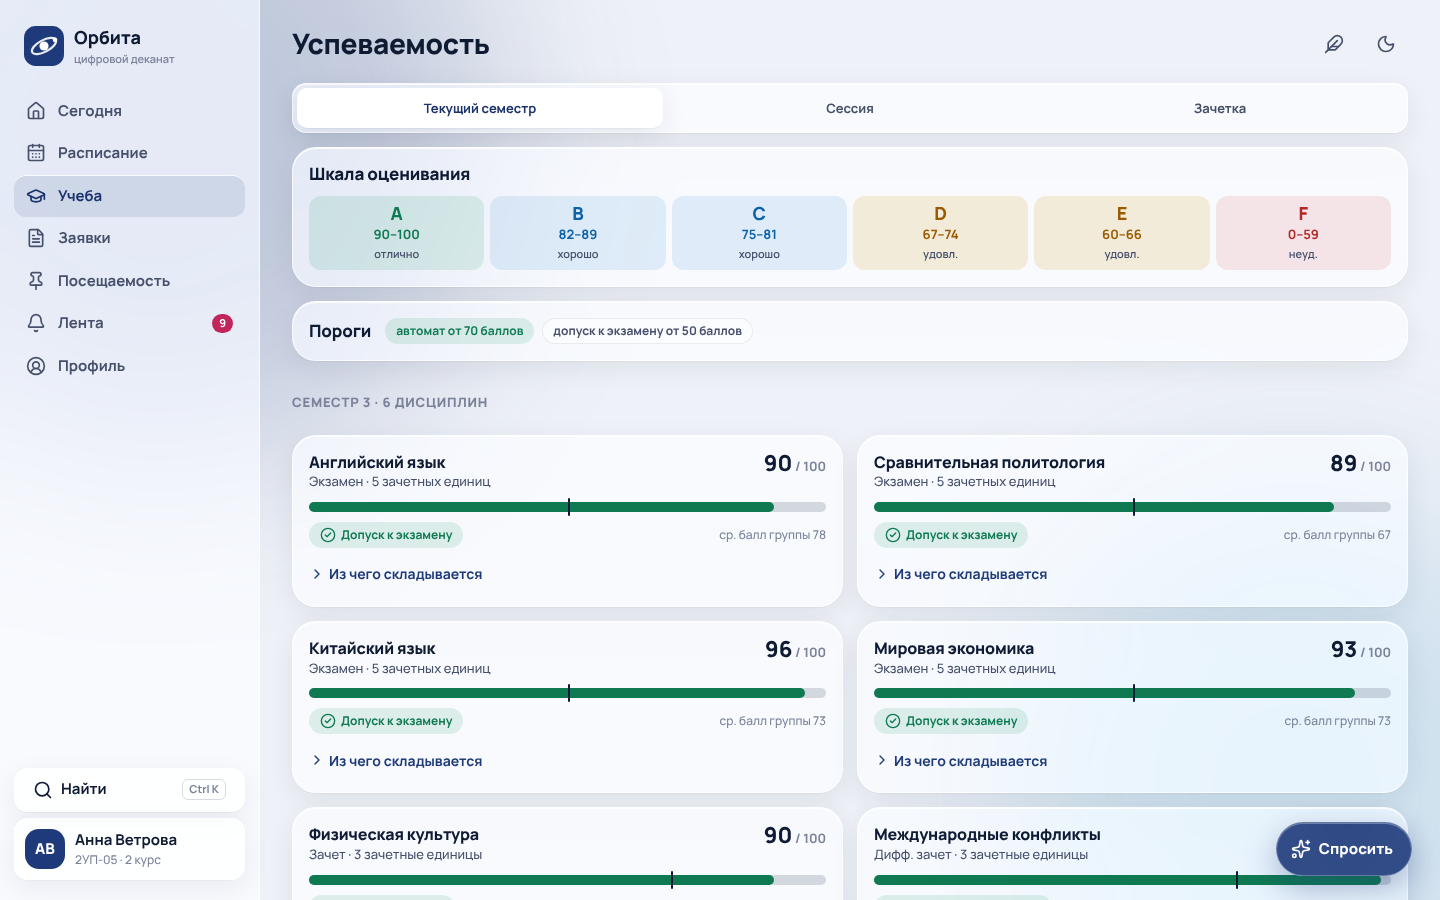 Орбита
цифровой деканат
Сегодня
Расписание
Учеба
Заявки
Посещаемость
Лента
9
Профиль
Найти
Ctrl K
АВ
Анна Ветрова
2УП-05 · 2 курс
Успеваемость
Текущий семестр
Сессия
Зачетка
Шкала оценивания
A
90–100
отлично
B
82–89
хорошо
C
75–81
хорошо
D
67–74
удовл.
E
60–66
удовл.
F
0–59
неуд.
Пороги
автомат от 70 баллов
допуск к экзамену от 50 баллов
СЕМЕСТР 3 · 6 ДИСЦИПЛИН
Английский язык
90 / 100
Экзамен · 5 зачетных единиц
Допуск к экзамену
ср. балл группы 78
Из чего складывается
Сравнительная политология
89 / 100
Экзамен · 5 зачетных единиц
Допуск к экзамену
ср. балл группы 67
Из чего складывается
Китайский язык
96 / 100
Экзамен · 5 зачетных единиц
Допуск к экзамену
ср. балл группы 73
Из чего складывается
Мировая экономика
93 / 100
Экзамен · 5 зачетных единиц
Допуск к экзамену
ср. балл группы 73
Из чего складывается
Физическая культура
90 / 100
Зачет · 3 зачетные единицы
Международные конфликты
Дифф. зачет · 3 зачетные единицы
Спросить